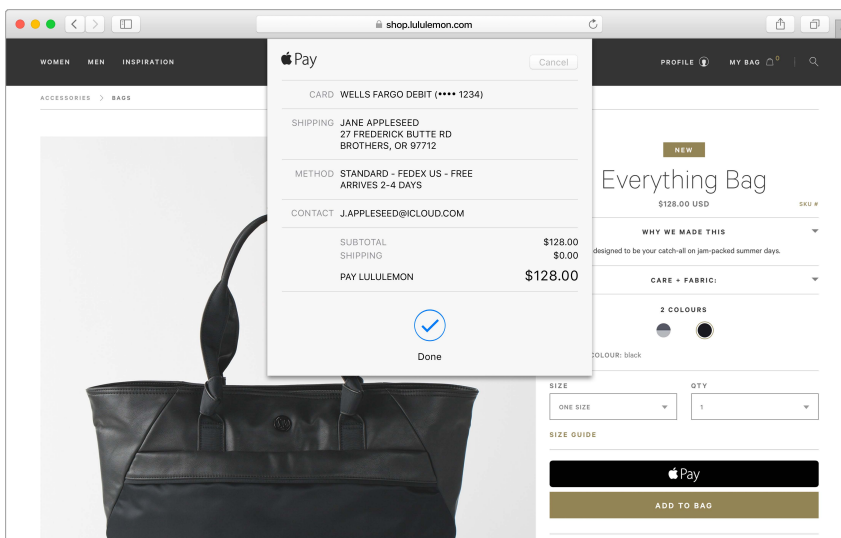 shop.lululemon.com
WOMEN MEN INSPIRATION
PROFILE MY BAG 0
ACCESSORIES > BAGS
Pay
Cancel
CARD WELLS FARGO DEBIT (•••• 1234)
SHIPPING JANE APPLESEED
27 FREDERICK BUTTE RD
BROTHERS, OR 97712
METHOD STANDARD - FEDEX US - FREE
ARRIVES 2-4 DAYS
CONTACT J.APPLESEED@ICLOUD.COM
SUBTOTAL $128.00
SHIPPING $0.00
PAY LULULEMON $128.00
Done
NEW
Everything Bag
$128.00 USD
SKU #
WHY WE MADE THIS
designed to be your catch-all on jam-packed summer days.
CARE + FABRIC:
2 COLOURS
COLOUR: black
SIZE QTY
ONE SIZE 1
SIZE GUIDE
Pay
ADD TO BAG